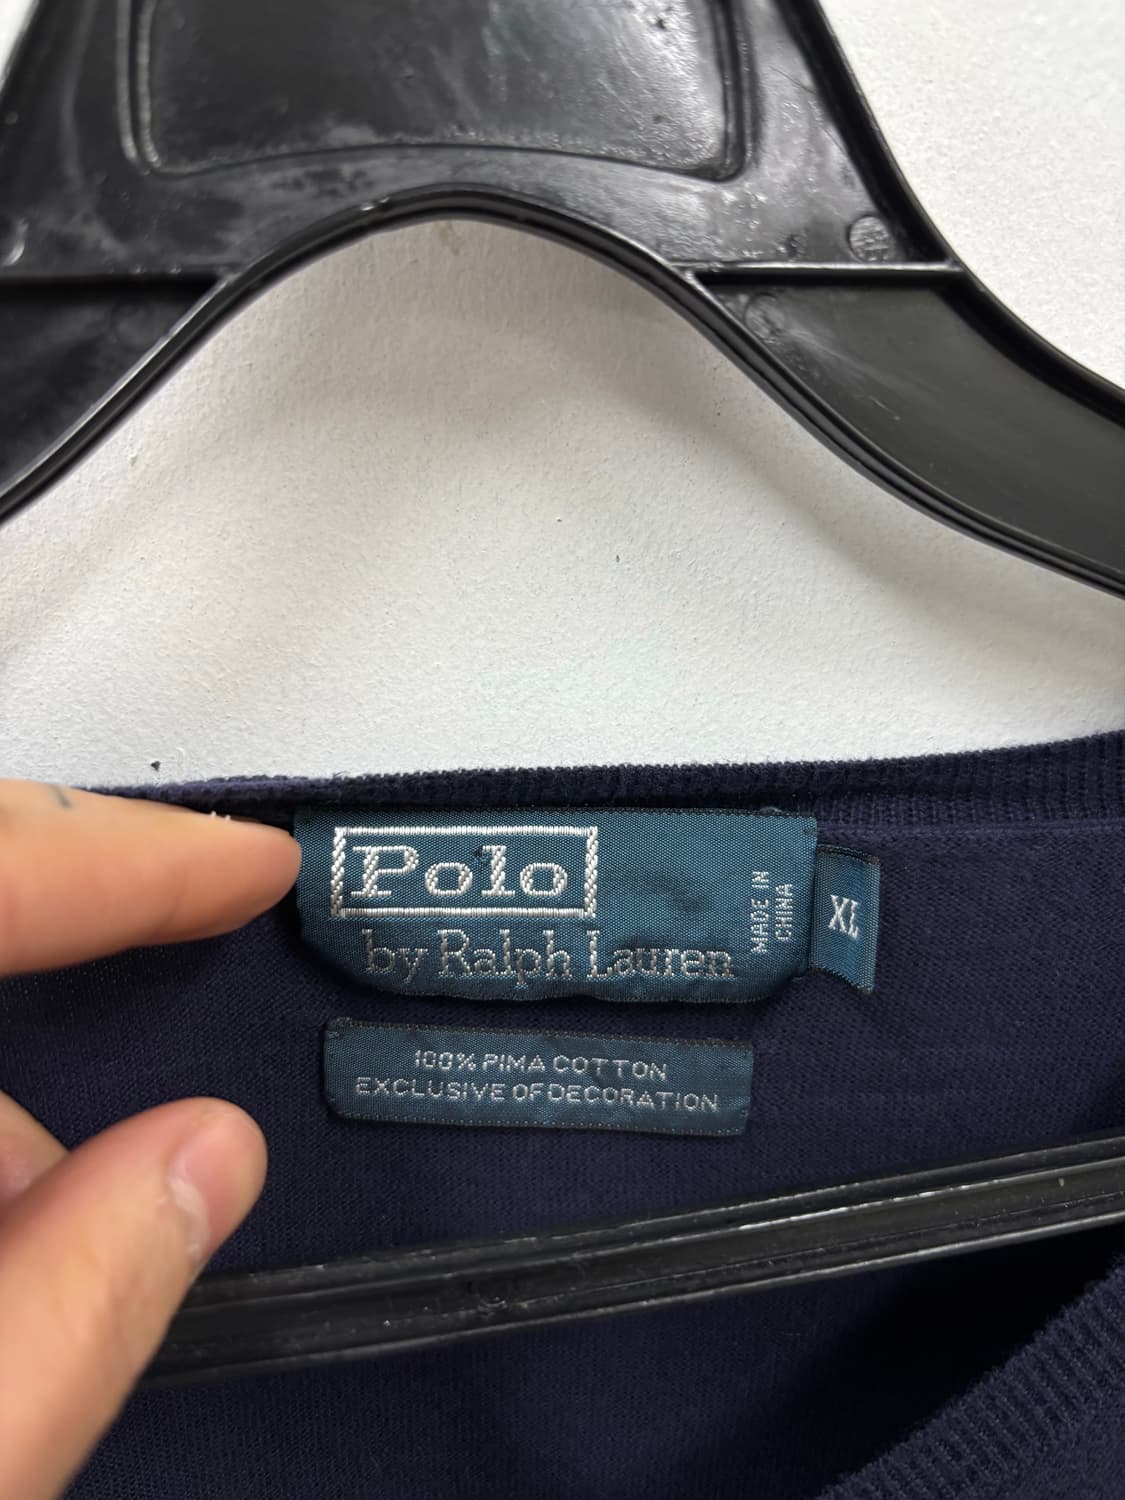 Polo
by Ralph Lauren
MADE IN
CHINA
XL
100% PIMA COTTON
EXCLUSIVE OF DECORATION